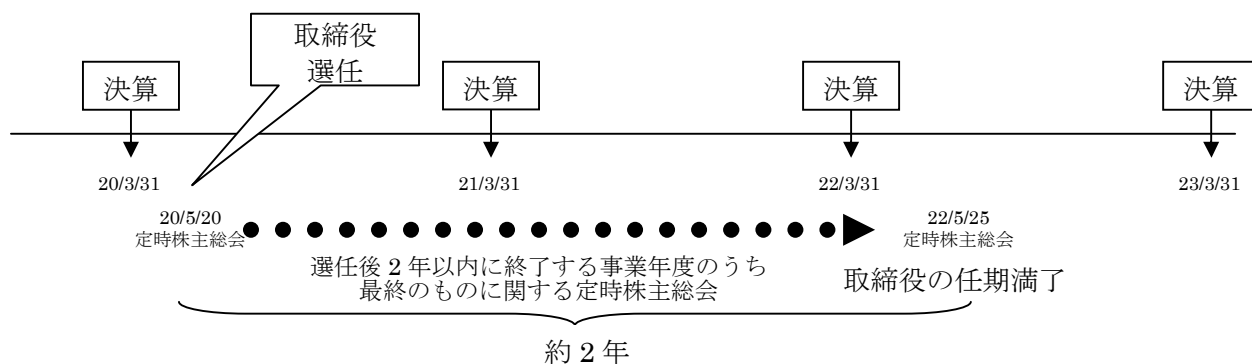 取締役
選任
決算
決算
決算
決算
20/3/31
21/3/31
22/3/31
23/3/31
20/5/20
定時株主総会
22/5/25
定時株主総会
選任後 2 年以内に終了する事業年度のうち
最終のものに関する定時株主総会
取締役の任期満了
約 2 年